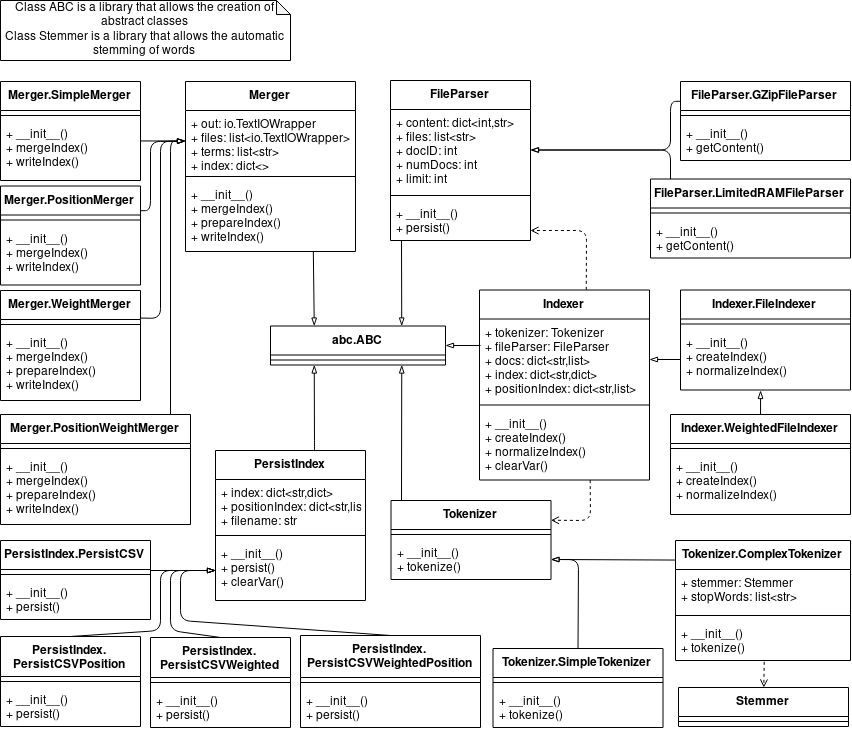 Class ABC is a library that allows the creation of
abstract classes
Class Stemmer is a library that allows the automatic
stemming of words
Merger.SimpleMerger
+ __init__()
+ mergeIndex()
+ writeIndex()
Merger.PositionMerger
+ __init__()
+ mergeIndex()
+ writeIndex()
Merger.WeightMerger
+ __init__()
+ mergeIndex()
+ prepareIndex()
+ writeIndex()
Merger.PositionWeightMerger
+ __init__()
+ mergeIndex()
+ prepareIndex()
+ writeIndex()
Merger
+ out: io.TextIOWrapper
+ files: list<io.TextIOWrapper>
+ terms: list<str>
+ index: dict<>
+ __init__()
+ mergeIndex()
+ prepareIndex()
+ writeIndex()
FileParser
+ content: dict<int,str>
+ files: list<str>
+ docID: int
+ numDocs: int
+ limit: int
+ __init__()
+ persist()
FileParser.GZipFileParser
+ __init__()
+ getContent()
FileParser.LimitedRAMFileParser
+ __init__()
+ getContent()
abc.ABC
Indexer
+ tokenizer: Tokenizer
+ fileParser: FileParser
+ docs: dict<str,list>
+ index: dict<str,dict>
+ positionIndex: dict<str,list>
+ __init__()
+ createIndex()
+ normalizeIndex()
+ clearVar()
Indexer.FileIndexer
+ __init__()
+ createIndex()
+ normalizeIndex()
Indexer.WeightedFileIndexer
+ __init__()
+ createIndex()
+ normalizeIndex()
PersistIndex
+ index: dict<str,dict>
+ positionIndex: dict<str,lis
+ filename: str
+ __init__()
+ persist()
+ clearVar()
Tokenizer
+ __init__()
+ tokenize()
PersistIndex.PersistCSV
+ __init__()
+ persist()
PersistIndex.
PersistCSVPosition
+ __init__()
+ persist()
PersistIndex.
PersistCSVWeighted
+ __init__()
+ persist()
PersistIndex.
PersistCSVWeightedPosition
+ __init__()
+ persist()
Tokenizer.SimpleTokenizer
+ __init__()
+ tokenize()
Tokenizer.ComplexTokenizer
+ stemmer: Stemmer
+ stopWords: list<str>
+ __init__()
+ tokenize()
Stemmer